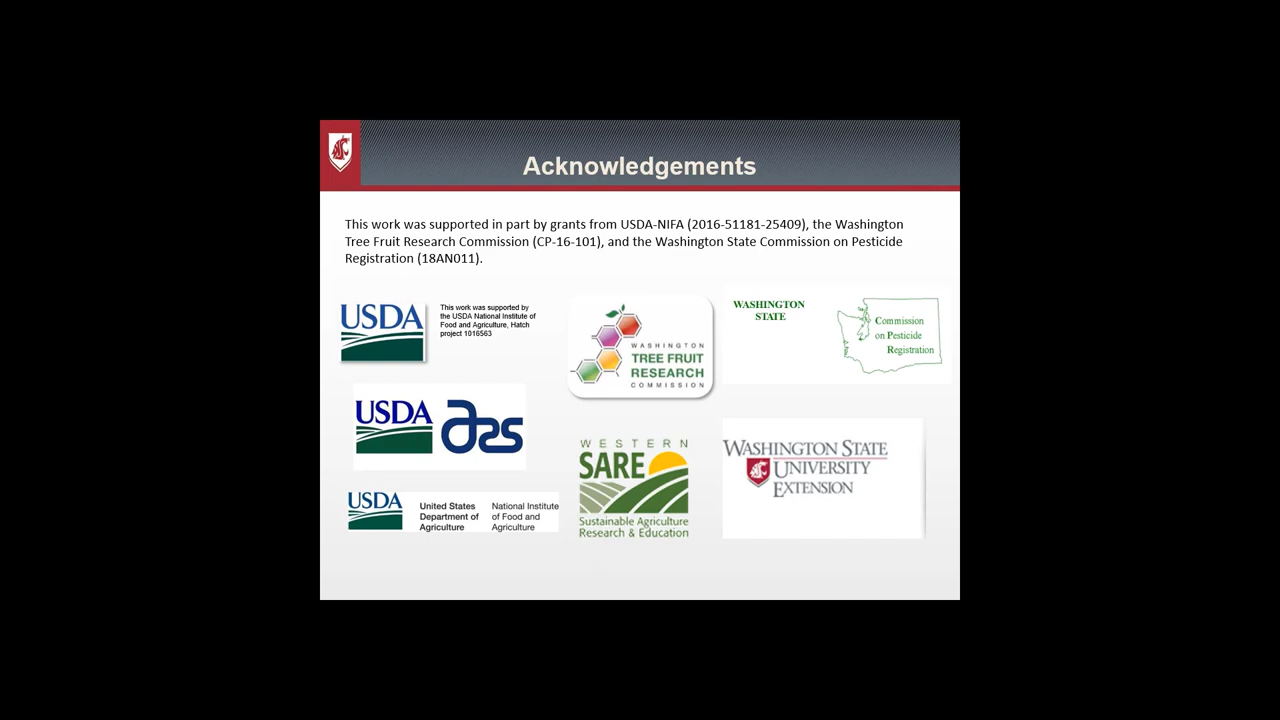 Acknowledgements
This work was supported in part by grants from USDA-NIFA (2016-51181-25409), the Washington
Tree Fruit Research Commission (CP-16-101), and the Washington State Commission on Pesticide
Registration (18AN011).
USDA
This work was supported by
the USDA National Institute of
Food and Agriculture, Hatch
project 1016563
WASHINGTON
TREE FRUIT
RESEARCH
COMMISSION
WASHINGTON
STATE
Commission
on Pesticide
Registration
USDA ars
WESTERN
SARE
Sustainable Agriculture
Research & Education
WASHINGTON STATE
UNIVERSITY
EXTENSION
USDA
United States
Department of
Agriculture
National Institute
of Food and
Agriculture